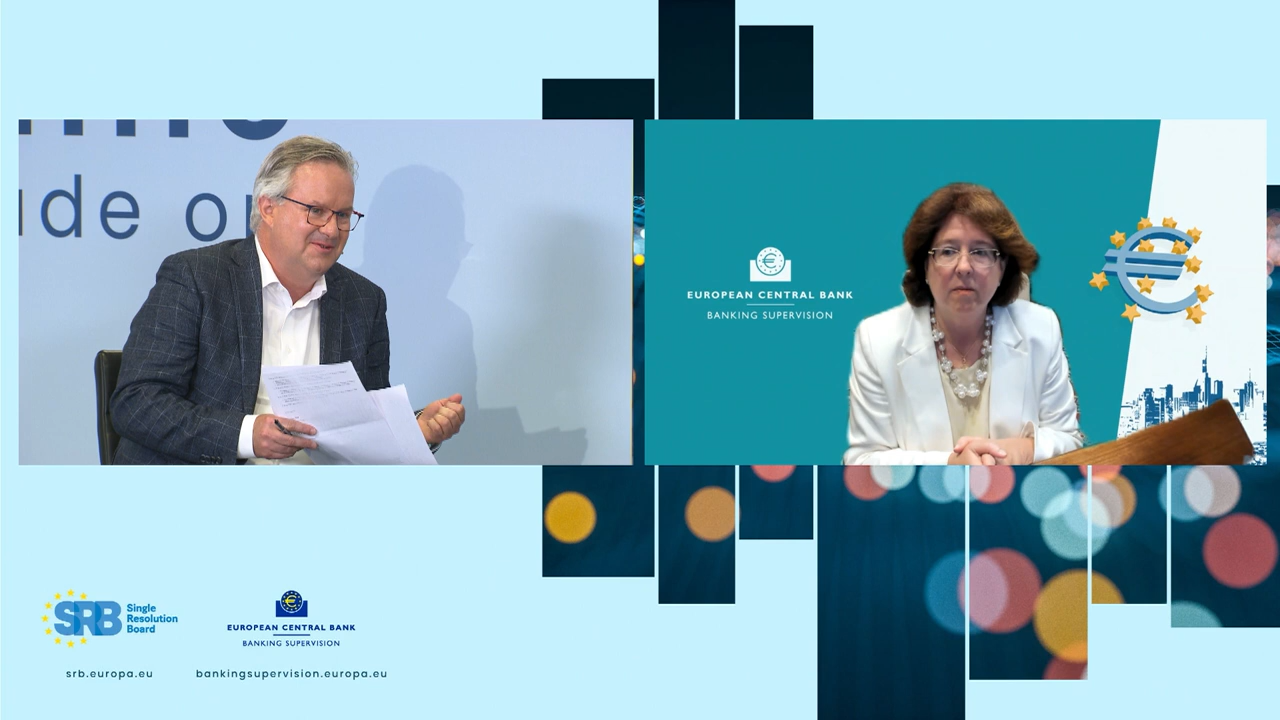 ude o
EUROPEAN CENTRAL BANK
BANKING SUPERVISION
SRB
Single
Resolution
Board
srb.europa.eu
EUROPEAN CENTRAL BANK
BANKING SUPERVISION
bankingsupervision.europa.eu